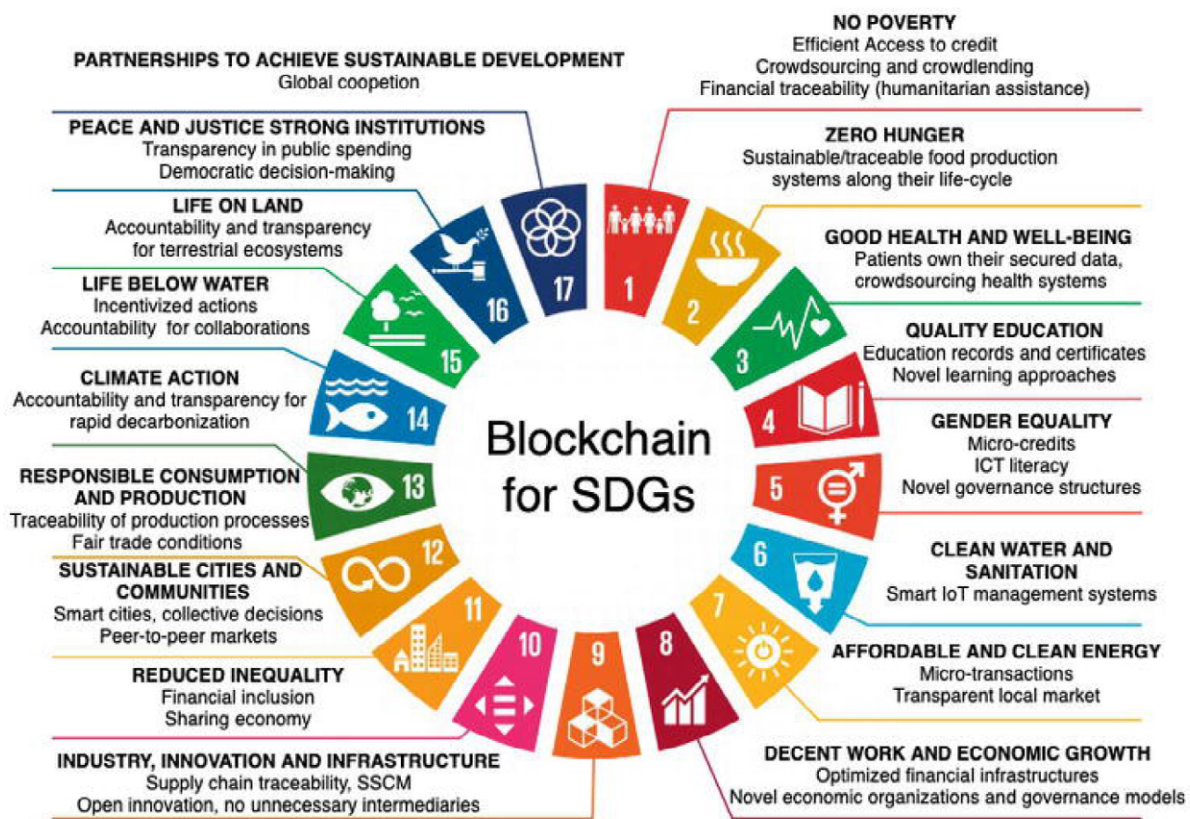 NO POVERTY
Efficient Access to credit
Crowdsourcing and crowdlending
Financial traceability (humanitarian assistance)
ZERO HUNGER
Sustainable/traceable food production
systems along their life-cycle
GOOD HEALTH AND WELL-BEING
Patients own their secured data,
crowdsourcing health systems
QUALITY EDUCATION
Education records and certificates
Novel learning approaches
GENDER EQUALITY
Micro-credits
ICT literacy
Novel governance structures
CLEAN WATER AND
SANITATION
Smart IoT management systems
AFFORDABLE AND CLEAN ENERGY
Micro-transactions
Transparent local market
DECENT WORK AND ECONOMIC GROWTH
Optimized financial infrastructures
Novel economic organizations and governance models
INDUSTRY, INNOVATION AND INFRASTRUCTURE
Supply chain traceability, SSCM
Open innovation, no unnecessary intermediaries
REDUCED INEQUALITY
Financial inclusion
Sharing economy
SUSTAINABLE CITIES AND
COMMUNITIES
Smart cities, collective decisions
Peer-to-peer markets
RESPONSIBLE CONSUMPTION
AND PRODUCTION
Traceability of production processes
Fair trade conditions
CLIMATE ACTION
Accountability and transparency for
rapid decarbonization
LIFE BELOW WATER
Incentivized actions
Accountability for collaborations
LIFE ON LAND
Accountability and transparency
for terrestrial ecosystems
PEACE AND JUSTICE STRONG INSTITUTIONS
Transparency in public spending
Democratic decision-making
PARTNERSHIPS TO ACHIEVE SUSTAINABLE DEVELOPMENT
Global coopetion
1
2
3
4
5
6
7
8
9
10
11
12
13
14
15
16
17
Blockchain
for SDGs